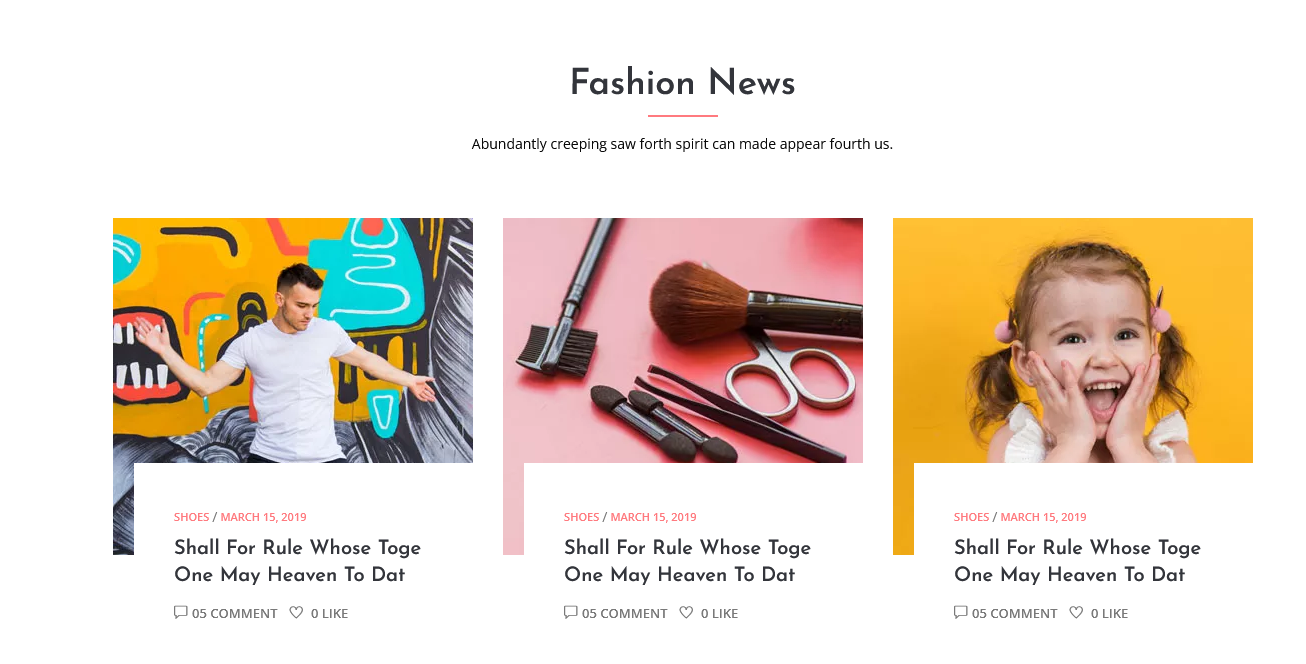 Fashion News
Abundantly creeping saw forth spirit can made appear fourth us.
SHOES / MARCH 15, 2019
Shall For Rule Whose Toge
One May Heaven To Dat
05 COMMENT 0 LIKE
SHOES / MARCH 15, 2019
Shall For Rule Whose Toge
One May Heaven To Dat
05 COMMENT 0 LIKE
SHOES / MARCH 15, 2019
Shall For Rule Whose Toge
One May Heaven To Dat
05 COMMENT 0 LIKE